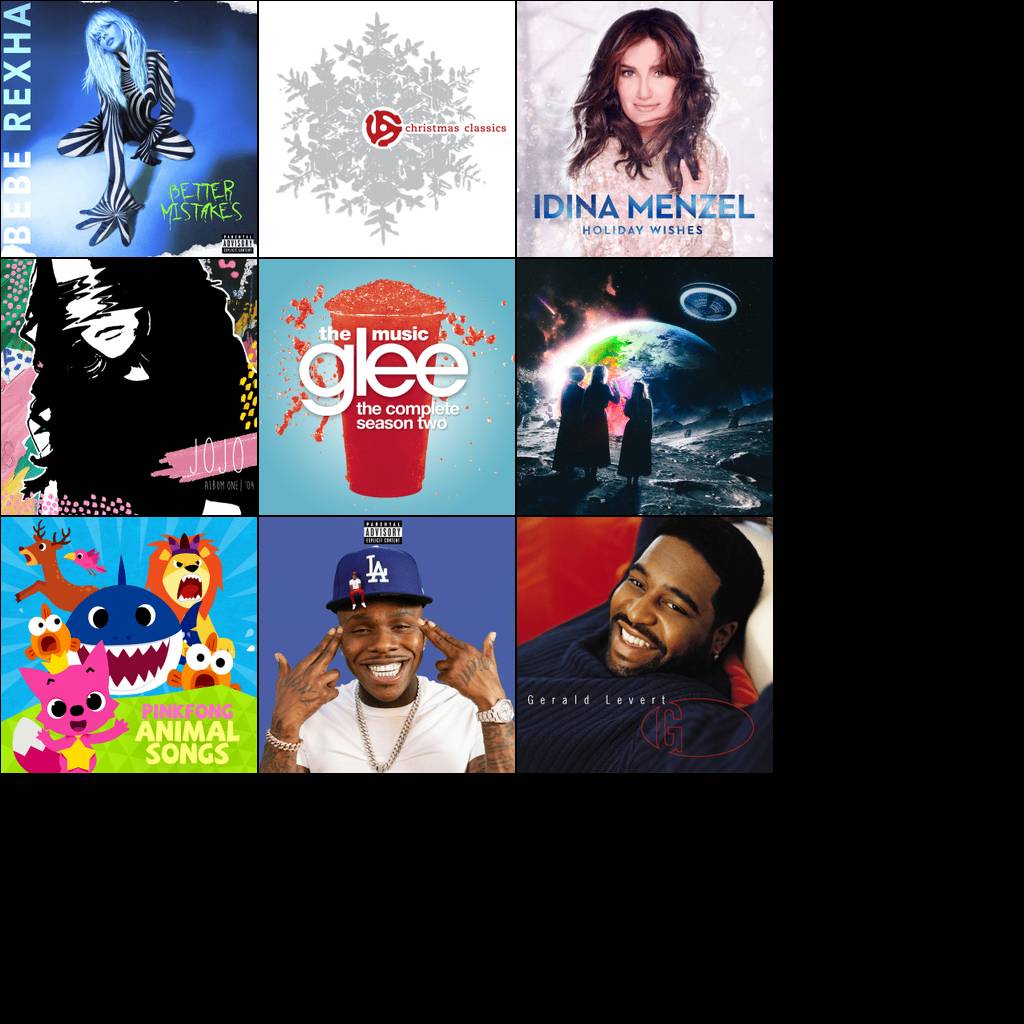 BEBE REXHA
BETTER
MISTAKES
PARENTAL
ADVISORY
EXPLICIT CONTENT
christmas classics
IDINA MENZEL
HOLIDAY WISHES
JOJO
ALBUM ONE / '04
the music
glee
the complete
season two
PINKFONG
ANIMAL
SONGS
PARENTAL
ADVISORY
EXPLICIT CONTENT
LA
Gerald Levert
G